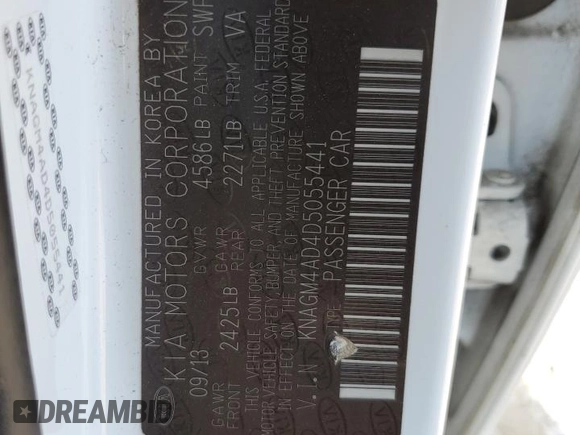 MANUFACTURED IN KOREA BY
KIA MOTORS CORPORATION
09/13 GVWR 4586LB PAINT SWP
GAWR GAWR
FRONT 2425LB REAR 2271LB TRIM VA
THIS VEHICLE CONFORMS TO ALL APPLICABLE U.S.A. FEDERAL
MOTOR VEHICLE SAFETY, BUMPER, AND THEFT PREVENTION STANDARD
IN EFFECT ON THE DATE OF MANUFACTURE SHOWN ABOVE
V.I.N KNAGM4AD4D5055441
TYPE PASSENGER CAR
KNAGM4AD4D5055441
DREAMBID